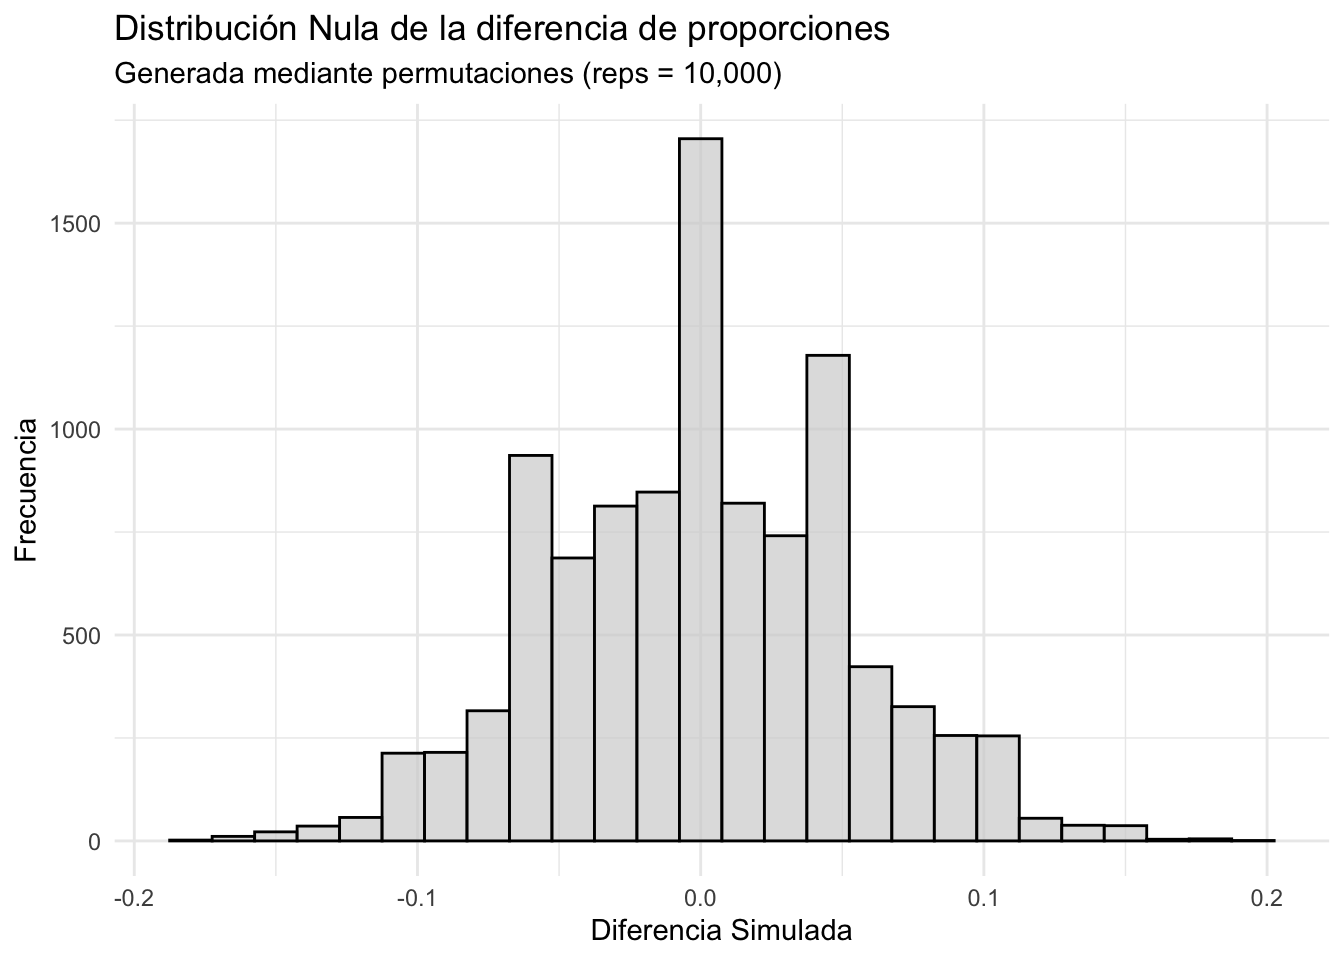 Distribución Nula de la diferencia de proporciones
Generada mediante permutaciones (reps = 10,000)
Frecuencia
1500
1000
500
0
-0.2 -0.1 0.0 0.1 0.2
Diferencia Simulada